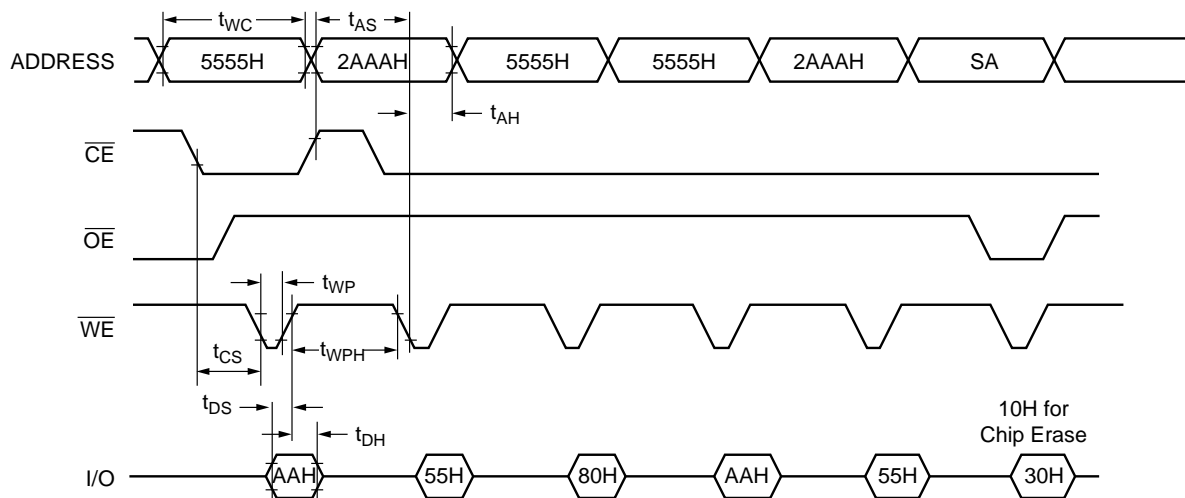 tWC
tAS
ADDRESS
5555H
2AAAH
5555H
5555H
2AAAH
SA
tAH
CE
OE
tWP
WE
tCS
tWPH
tDS
10H for
Chip Erase
tDH
I/O
AAH
55H
80H
AAH
55H
30H